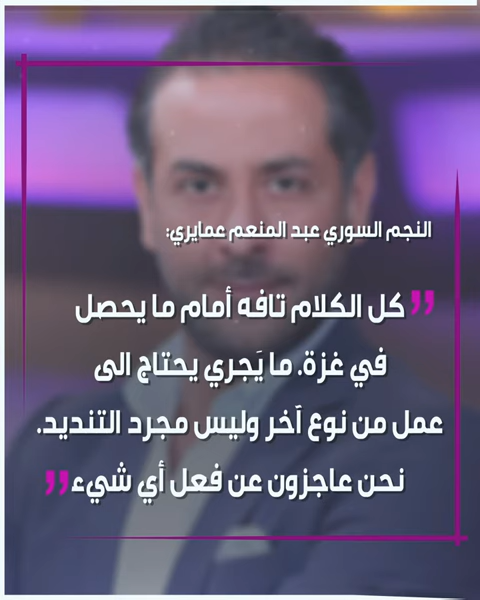 النجم السوري عبد المنعم عمايري:
"كل الكلام تافه أمام ما يحصل
في غزة. ما يَجري يحتاج الى
عمل من نوع آخر وليس مجرد التنديد.
نحن عاجزون عن فعل أي شيء"